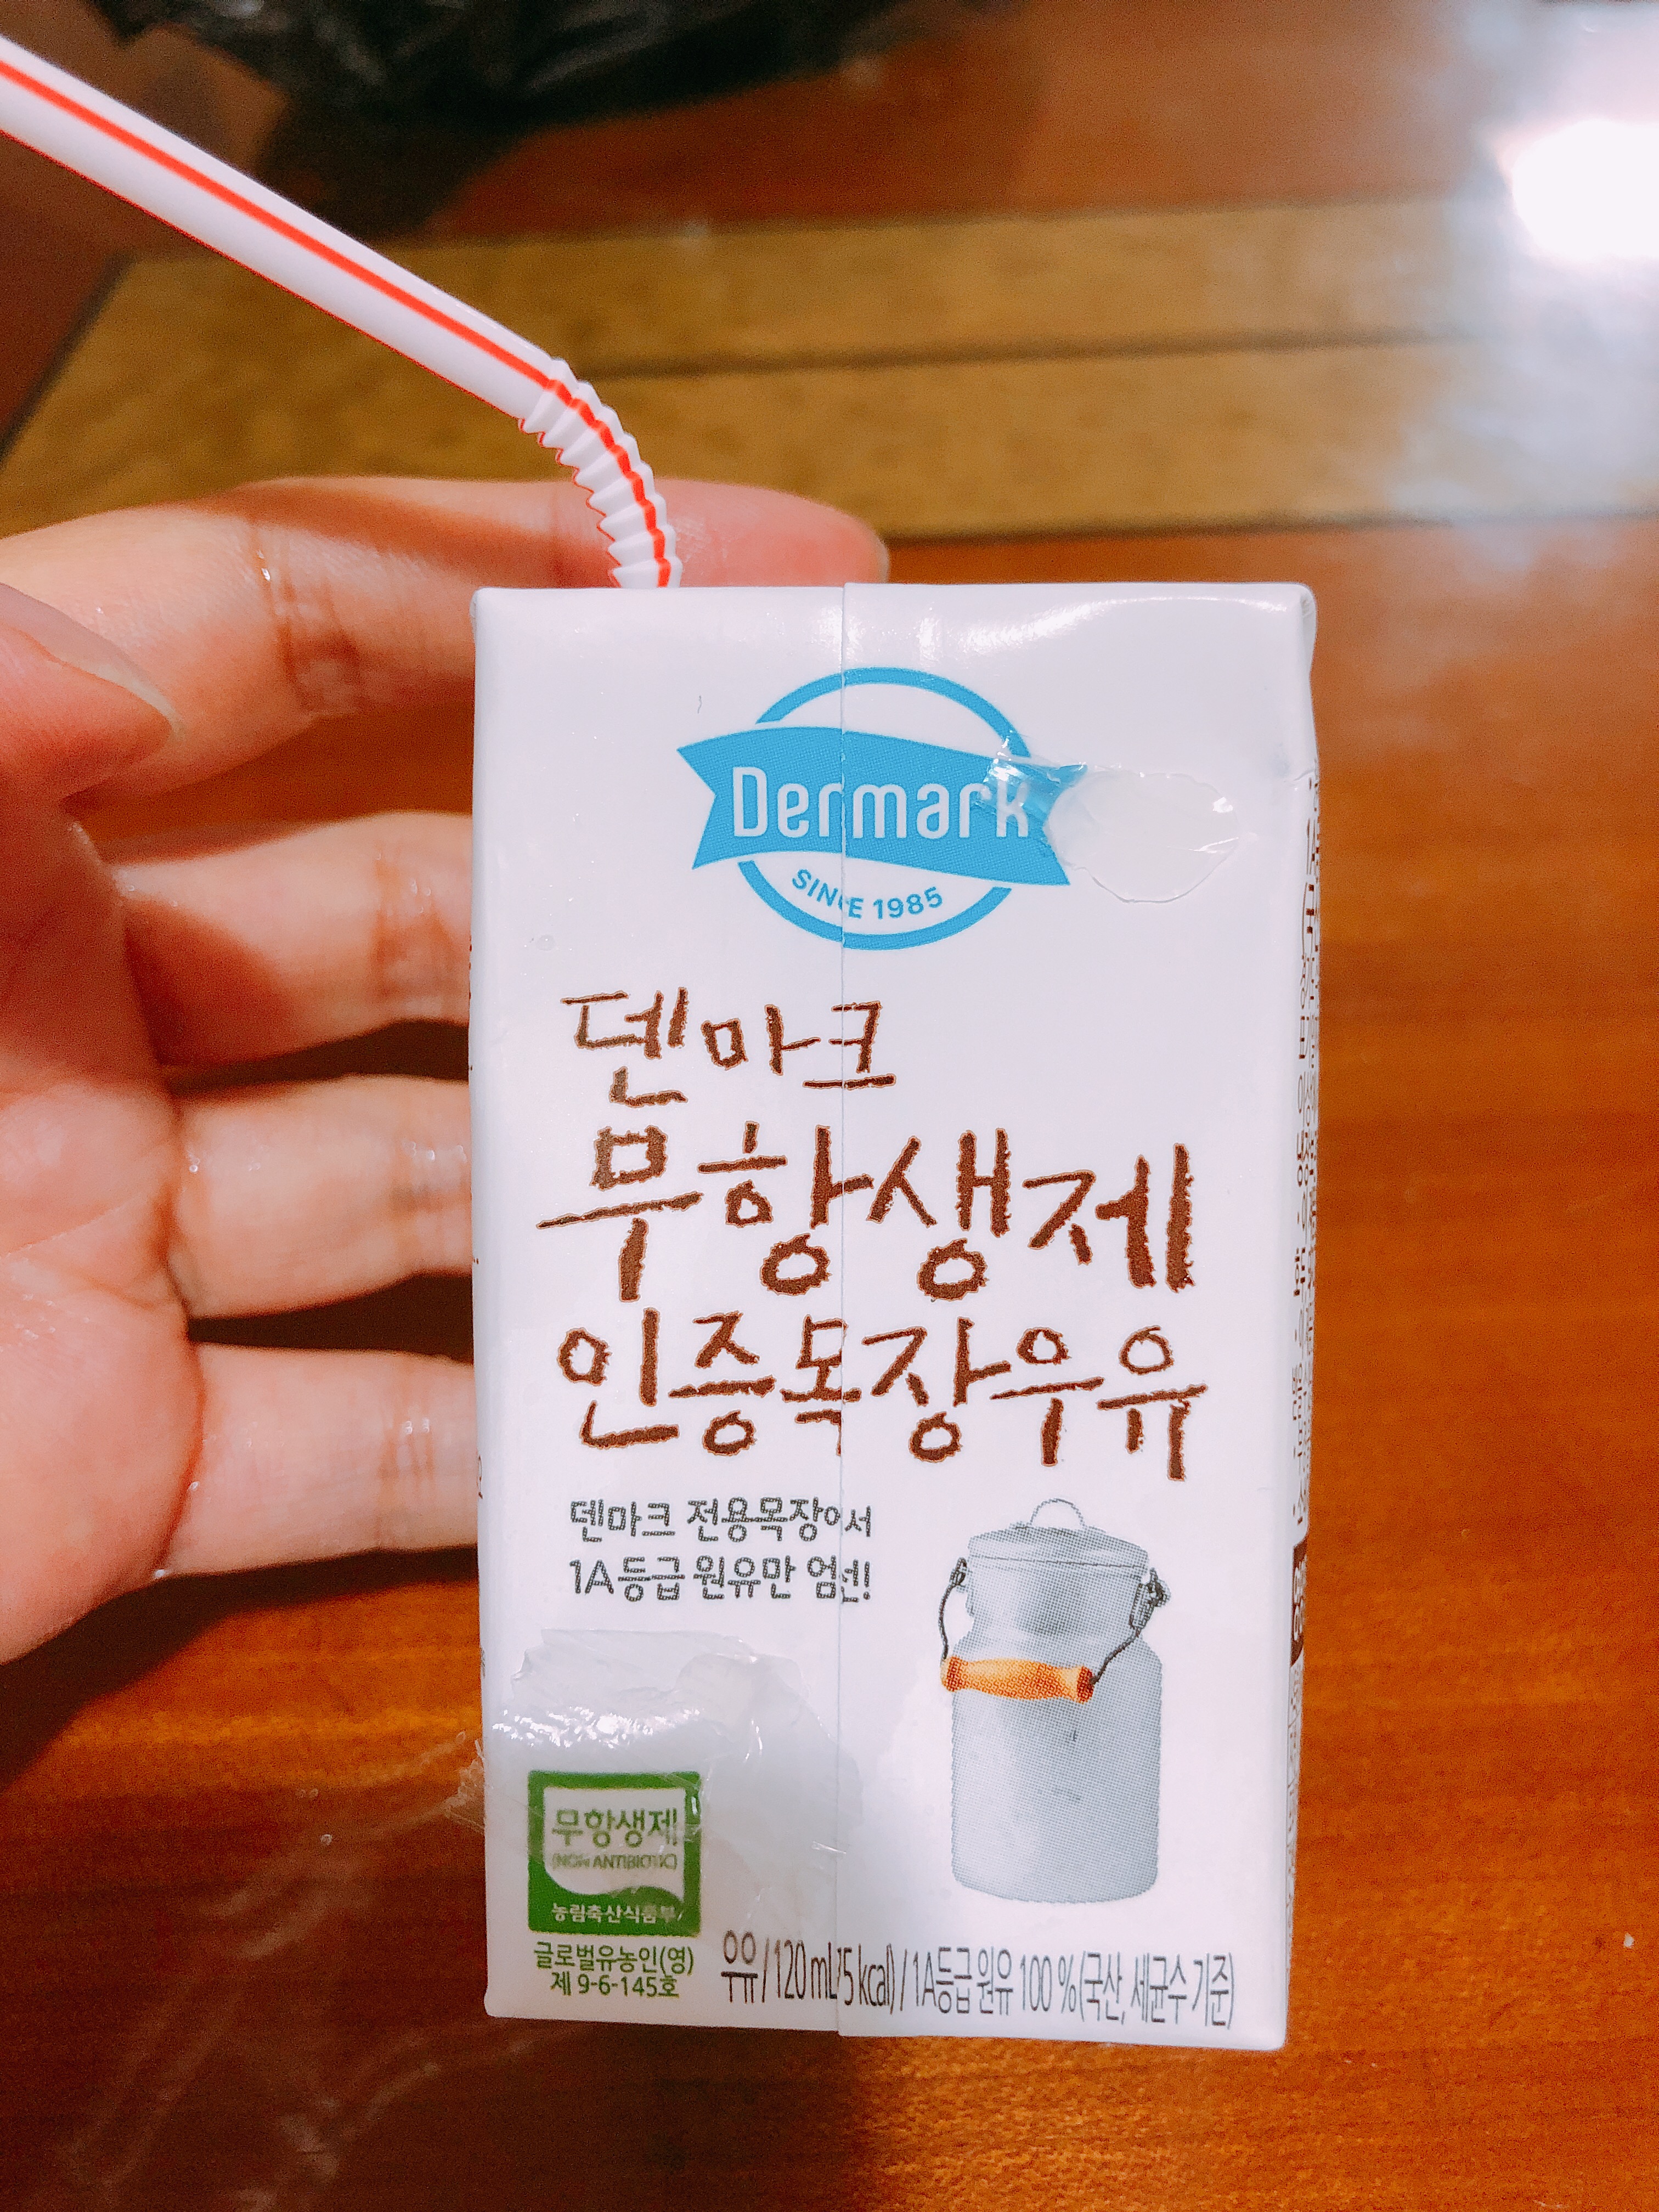 Denmark
SINCE 1985
덴마크
무항생제
인증목장우유
덴마크 전용목장에서
1A등급 원유만 엄선!
무항생제
(NON ANTIBIOTIC)
농림축산식품부
글로벌유농인(영)
제 9-6-145호
우유 / 120 mL 75 kcal) / 1A등급 원유 100 % (국산, 세균수 기준)